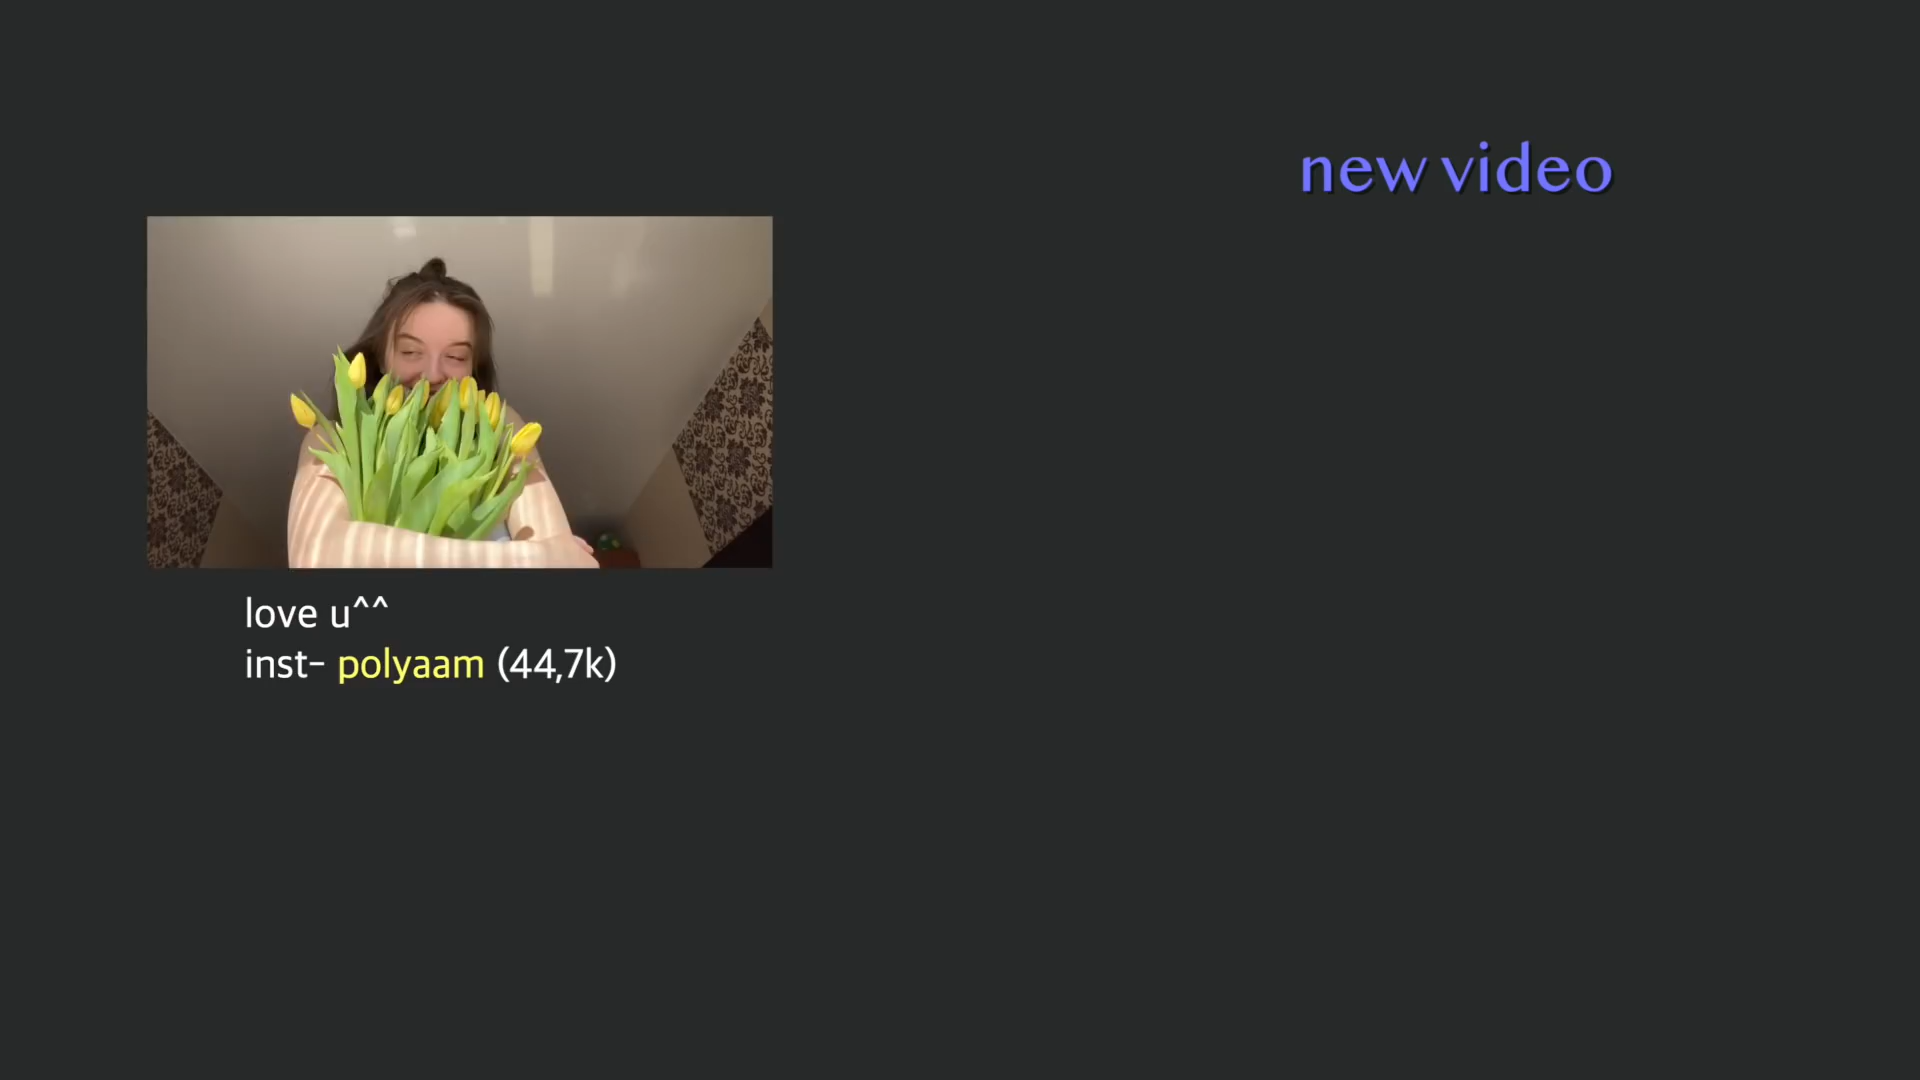 new video
love u^^
inst- polyaam (44,7k)